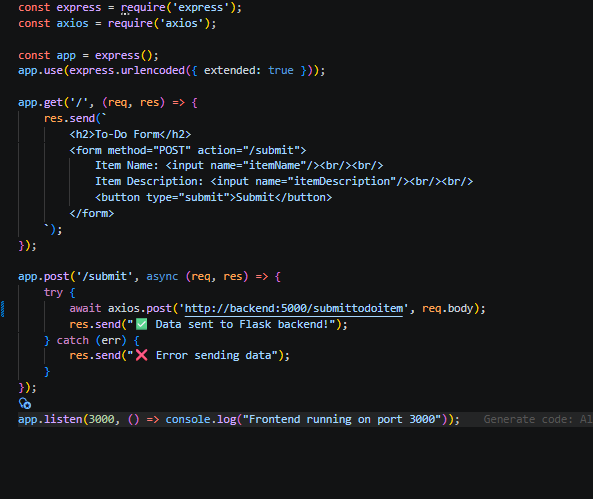 const express = require('express');
const axios = require('axios');

const app = express();
app.use(express.urlencoded({ extended: true }));

app.get('/', (req, res) => {
    res.send(`
        <h2>To-Do Form</h2>
        <form method="POST" action="/submit">
            Item Name: <input name="itemName"/><br/><br/>
            Item Description: <input name="itemDescription"/><br/><br/>
            <button type="submit">Submit</button>
        </form>
    `);
});

app.post('/submit', async (req, res) => {
    try {
        await axios.post('http://backend:5000/submittodoitem', req.body);
        res.send("✅ Data sent to Flask backend!");
    } catch (err) {
        res.send("❌ Error sending data");
    }
});

app.listen(3000, () => console.log("Frontend running on port 3000"));    Generate code: Al